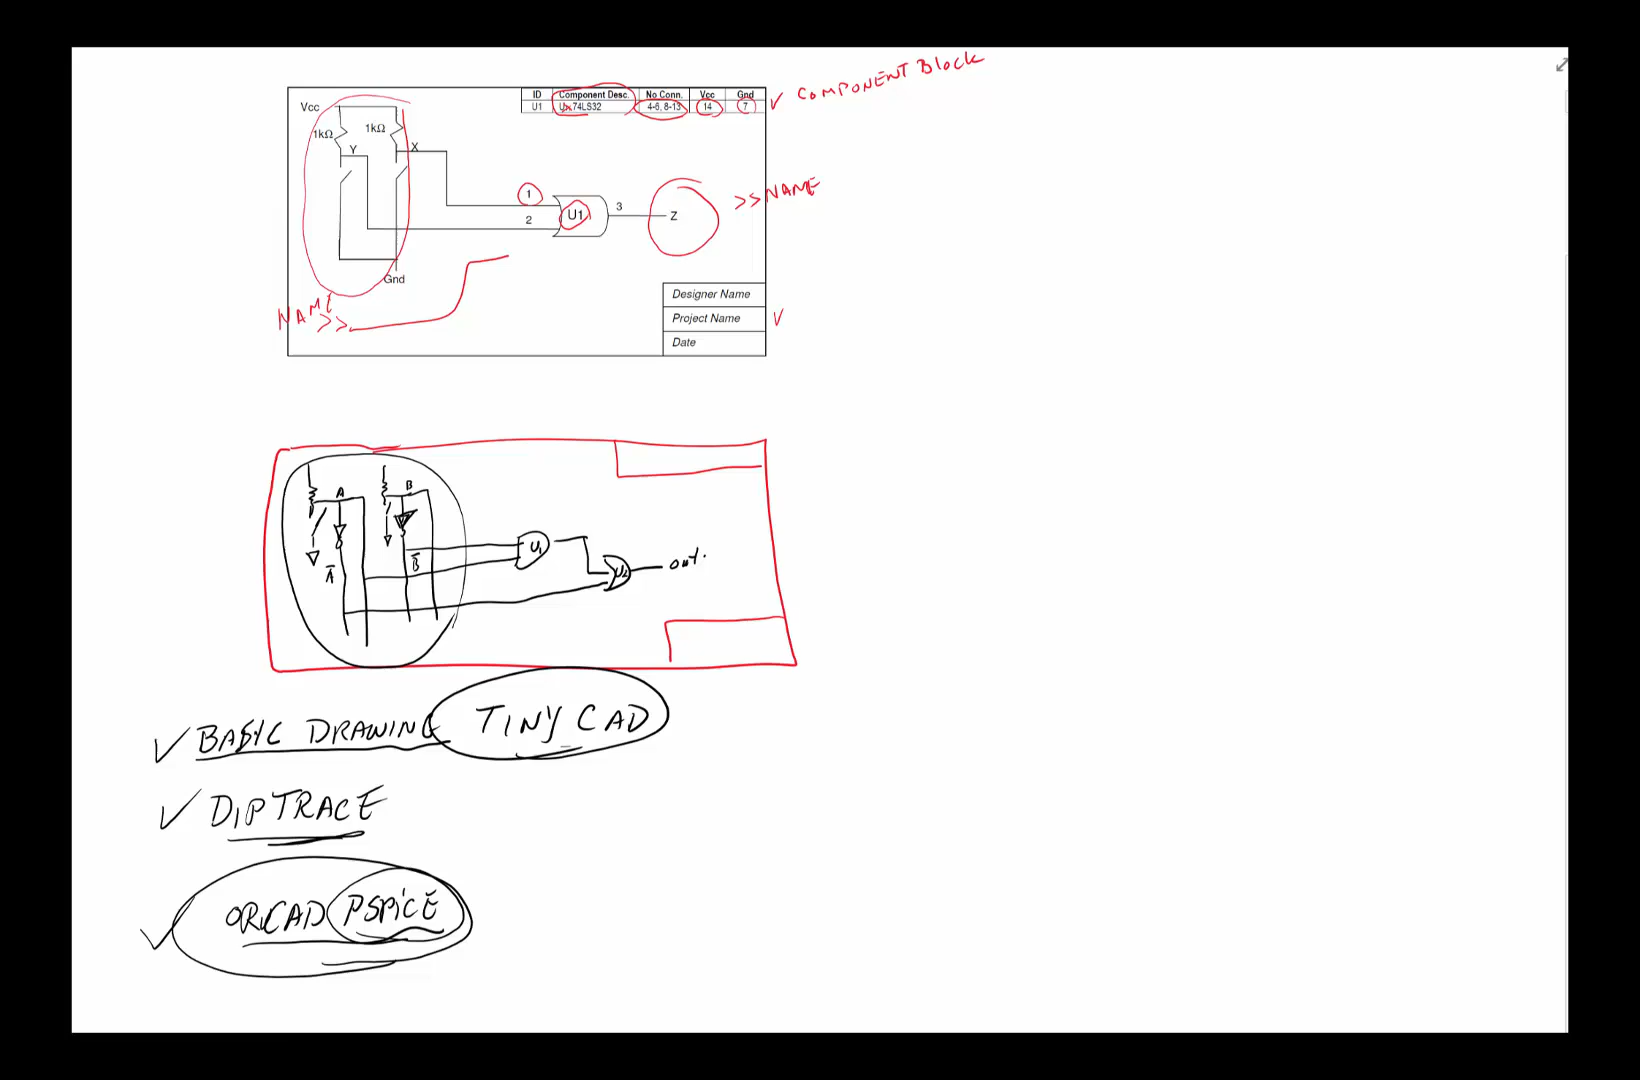 COMPONENT Block
ID Component Desc. No Conn. Vcc Gnd
U1 74LS32 4-6, 8-13 14 7
Vcc
1kΩ 1kΩ
Y X
1
U1
2
3
Z
>> NAME
Gnd
NAME
>>
Designer Name
Project Name
Date
A B
A̅ B̅
U1
U2
out.
BASIC DRAWING TINY CAD
DIPTRACE
ORCAD PSPICE